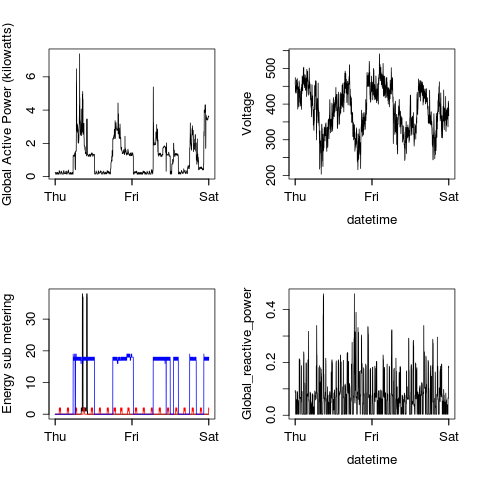 Global Active Power (kilowatts)
0 2 4 6
Thu Fri Sat
Voltage
200 300 400 500
Thu Fri Sat
datetime
Energy sub metering
0 10 20 30
Thu Fri Sat
Global_reactive_power
0.0 0.2 0.4
Thu Fri Sat
datetime